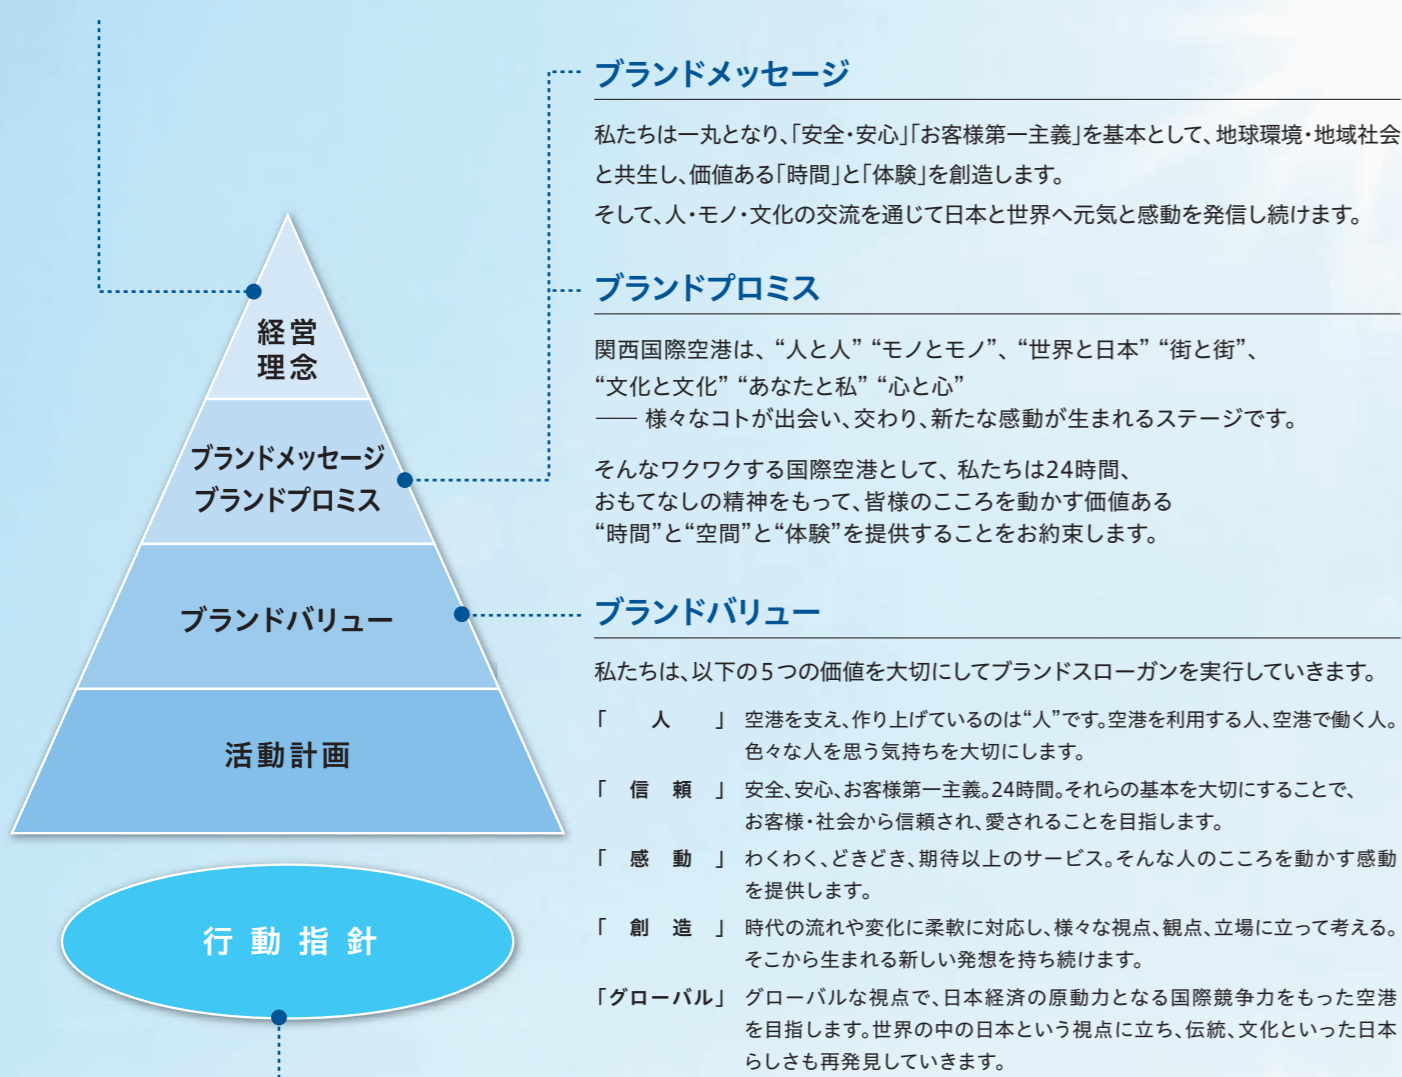 経営
理念
ブランドメッセージ
ブランドプロミス
ブランドバリュー
活動計画
行動指針
ブランドメッセージ
私たちは一丸となり、「安全・安心」「お客様第一主義」を基本として、地球環境・地域社会
と共生し、価値ある「時間」と「体験」を創造します。
そして、人・モノ・文化の交流を通じて日本と世界へ元気と感動を発信し続けます。
ブランドプロミス
関西国際空港は、“人と人” “モノとモノ”、“世界と日本” “街と街”、
“文化と文化” “あなたと私” “心と心”
―― 様々なコトが出会い、交わり、新たな感動が生まれるステージです。
そんなワクワクする国際空港として、私たちは24時間、
おもてなしの精神をもって、皆様のこころを動かす価値ある
“時間”と“空間”と“体験”を提供することをお約束します。
ブランドバリュー
私たちは、以下の5つの価値を大切にしてブランドスローガンを実行していきます。
「 人 」 空港を支え、作り上げているのは“人”です。空港を利用する人、空港で働く人。
色々な人を思う気持ちを大切にします。
「 信 頼 」 安全、安心、お客様第一主義。24時間。それらの基本を大切にすることで、
お客様・社会から信頼され、愛されることを目指します。
「 感 動 」 わくわく、どきどき、期待以上のサービス。そんな人のこころを動かす感動
を提供します。
「 創 造 」 時代の流れや変化に柔軟に対応し、様々な視点、観点、立場に立って考える。
そこから生まれる新しい発想を持ち続けます。
「グローバル」 グローバルな視点で、日本経済の原動力となる国際競争力をもった空港
を目指します。世界の中の日本という視点に立ち、伝統、文化といった日本
らしさも再発見していきます。